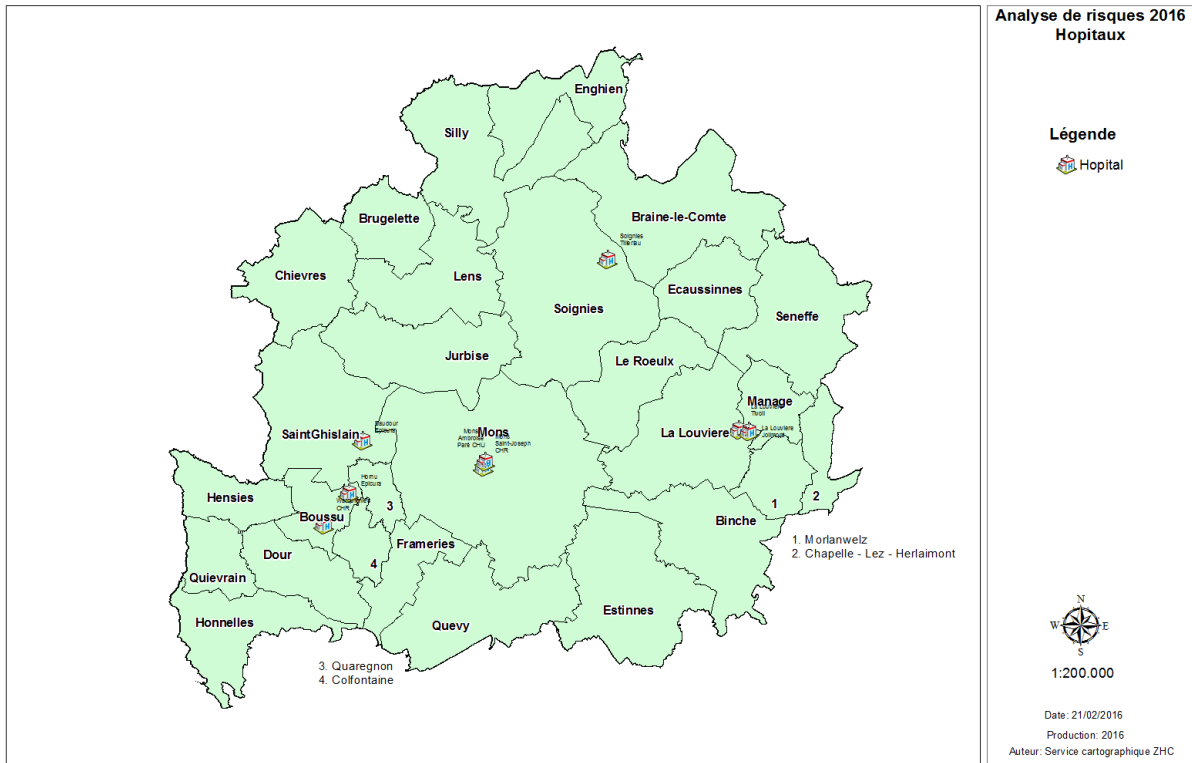 Analyse de risques 2016
Hopitaux
Légende
Hopital
Enghien
Silly
Brugelette
Braine-le-Comte
Soignies
Chievres
Lens
Ecaussinnes
Soignies
Seneffe
Jurbise
Le Roeulx
Manage
La Louviere
Tivoli
SaintGhislain
Mons
Mons
Ambroise
Paré CHU
Mons
Saint-Joseph
CHR
La Louviere
La Louviere
Jolimont
Hornu
Epicura
Hensies
CHR
Boussu
3
1
2
Binche
Dour
Frameries
4
1. Morlanwelz
2. Chapelle - Lez - Herlaimont
Quievrain
Honnelles
Estinnes
Quevy
3. Quaregnon
4. Colfontaine
N
W
E
S
1:200.000
Date: 21/02/2016
Production: 2016
Auteur: Service cartographique ZHC